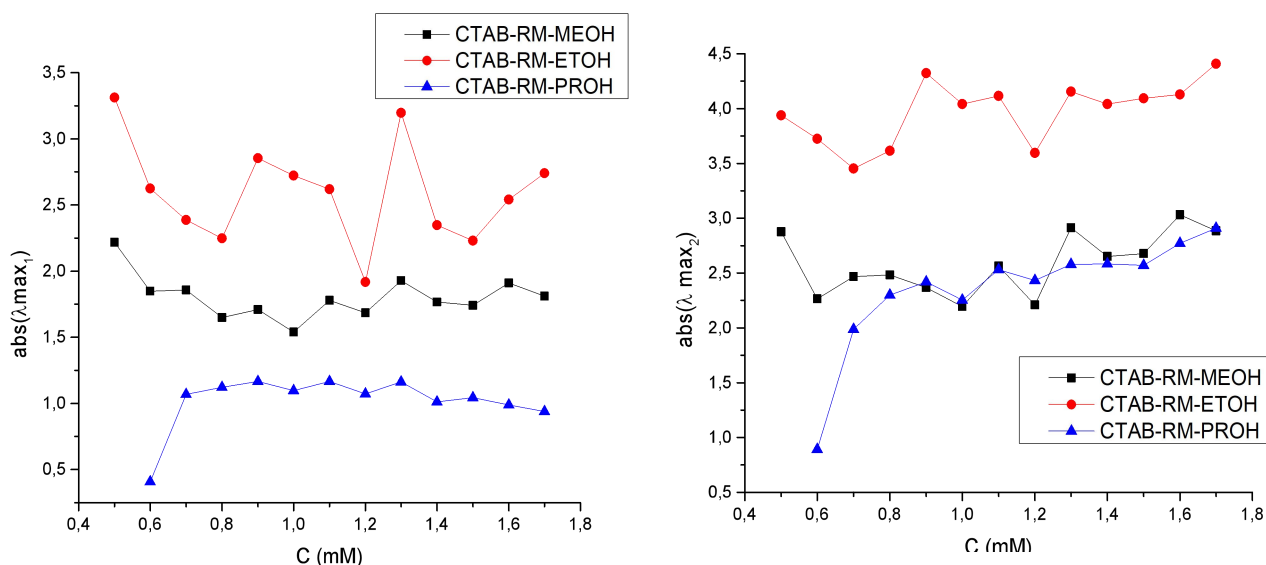 CTAB-RM-MEOH
CTAB-RM-ETOH
CTAB-RM-PROH
3,5
3,0
2,5
2,0
1,5
1,0
0,5
abs(λmax₁)
0,4 0,6 0,8 1,0 1,2 1,4 1,6 1,8
C (mM)
4,5
4,0
3,5
3,0
2,5
2,0
1,5
1,0
0,5
abs(λ max₂)
CTAB-RM-MEOH
CTAB-RM-ETOH
CTAB-RM-PROH
0,4 0,6 0,8 1,0 1,2 1,4 1,6 1,8
C (mM)